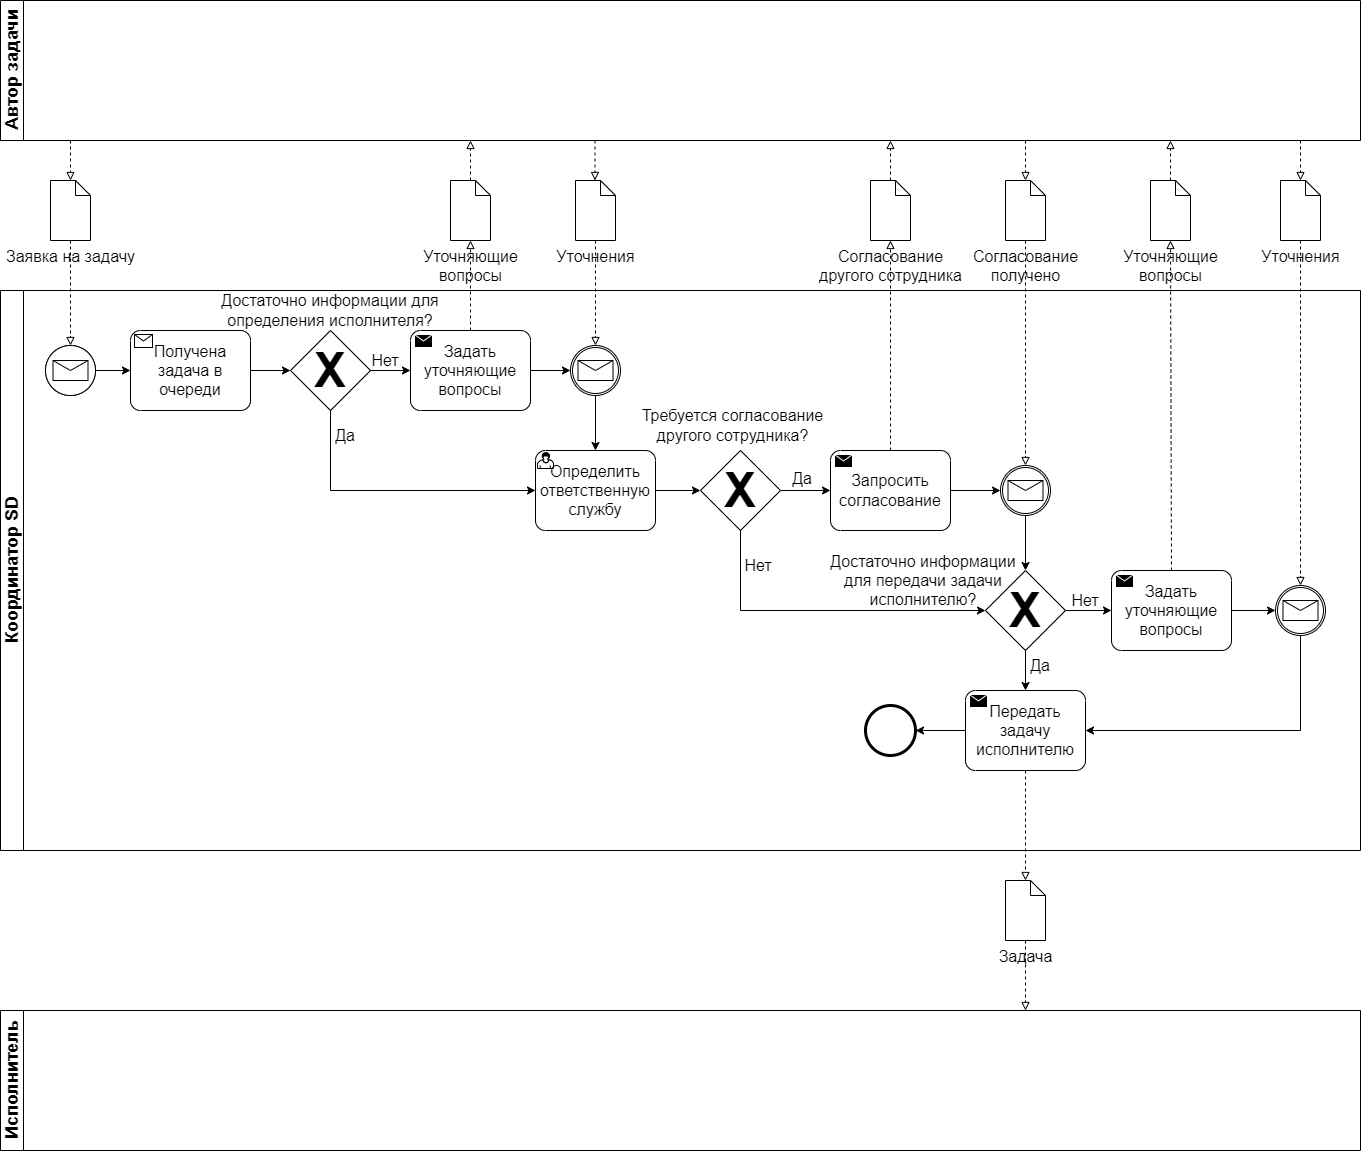 Автор задачи
Заявка на задачу
Уточняющие
вопросы
Уточнения
Согласование
другого сотрудника
Согласование
получено
Уточняющие
вопросы
Уточнения
Координатор SD
Достаточно информации для
определения исполнителя?
Получена
задача в
очереди
X
Нет
Задать
уточняющие
вопросы
Да
Требуется согласование
другого сотрудника?
Определить
ответственную
службу
X
Да
Запросить
согласование
Нет
Достаточно информации
для передачи задачи
исполнителю?
X
Нет
Задать
уточняющие
вопросы
Да
Передать
задачу
исполнителю
Задача
Исполнитель